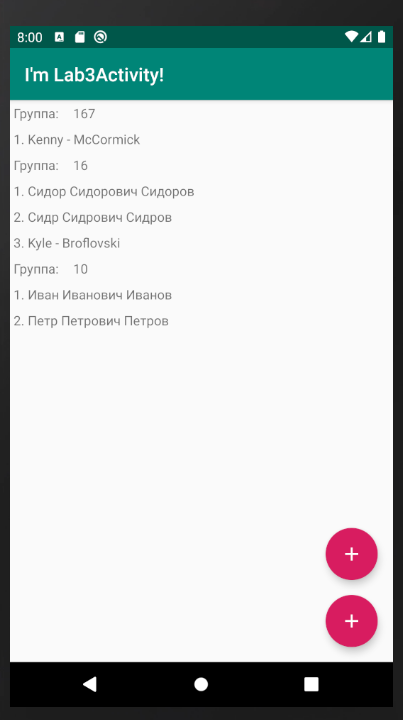 8:00
I'm Lab3Activity!
Группа: 167
1. Kenny - McCormick
Группа: 16
1. Сидор Сидорович Сидоров
2. Сидр Сидрович Сидров
3. Kyle - Broflovski
Группа: 10
1. Иван Иванович Иванов
2. Петр Петрович Петров
+
+